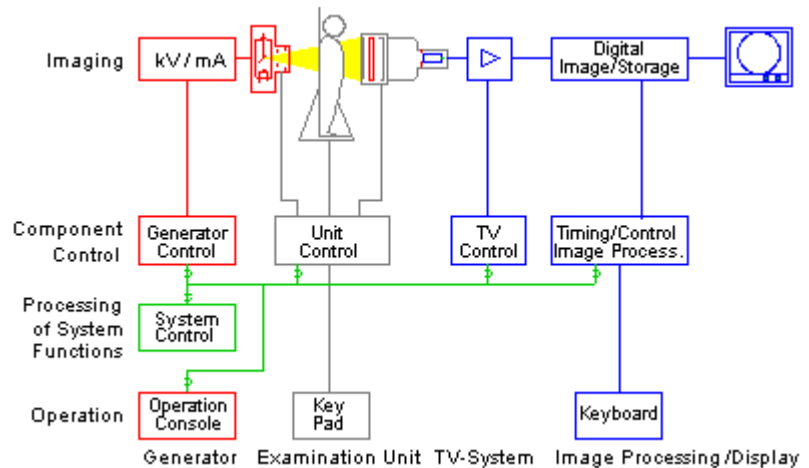 Imaging
kV / mA
Digital
Image/Storage
Component
Control
Generator
Control
Unit
Control
TV
Control
Timing/Control
Image Process.
Processing
of System
Functions
System
Control
Operation
Operation
Console
Key
Pad
Keyboard
Generator Examination Unit TV-System Image Processing /Display